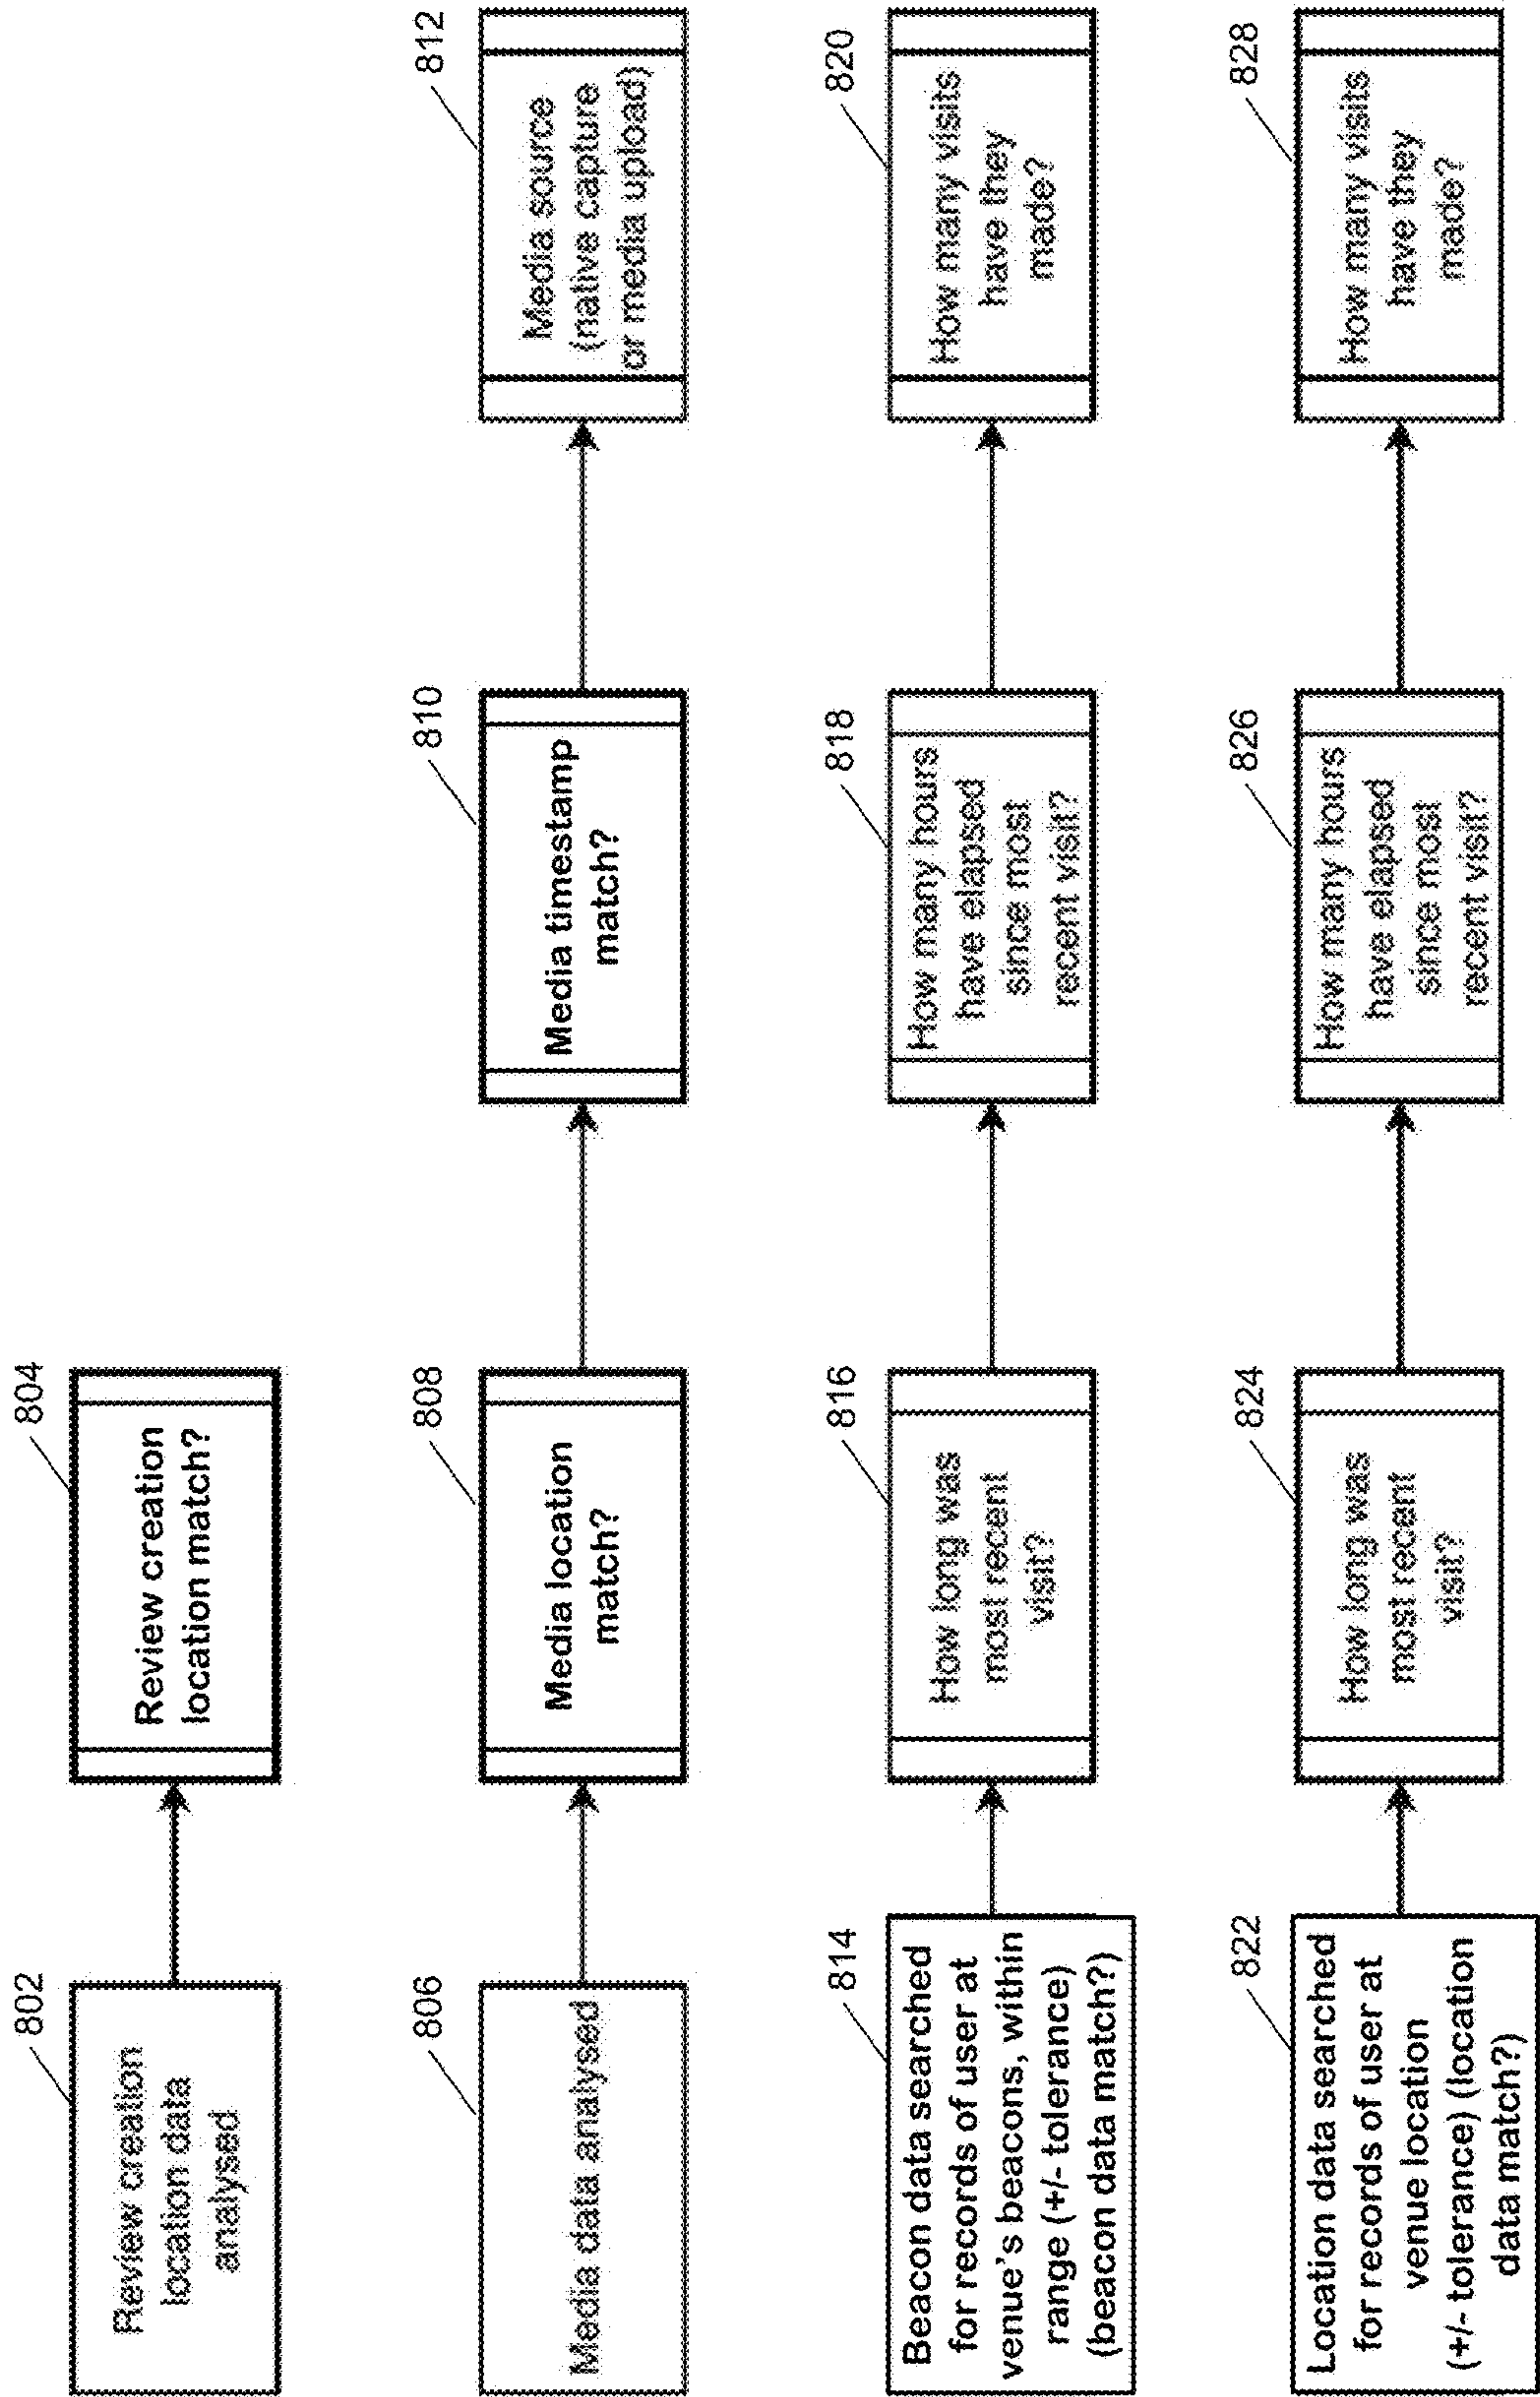 802
Review creation
location data
analysed
804
Review creation
location match?
806
Media data analysed
808
Media location
match?
810
Media timestamp
match?
812
Media source
(native capture
or media upload)
814
Beacon data searched
for records of user at
venue's beacons, within
range (+/- tolerance)
(beacon data match?)
816
How long was
most recent
visit?
818
How many hours
have elapsed
since most
recent visit?
820
How many visits
have they
made?
822
Location data searched
for records of user at
venue location
(+/- tolerance) (location
data match?)
824
How long was
most recent
visit?
826
How many hours
have elapsed
since most
recent visit?
828
How many visits
have they
made?